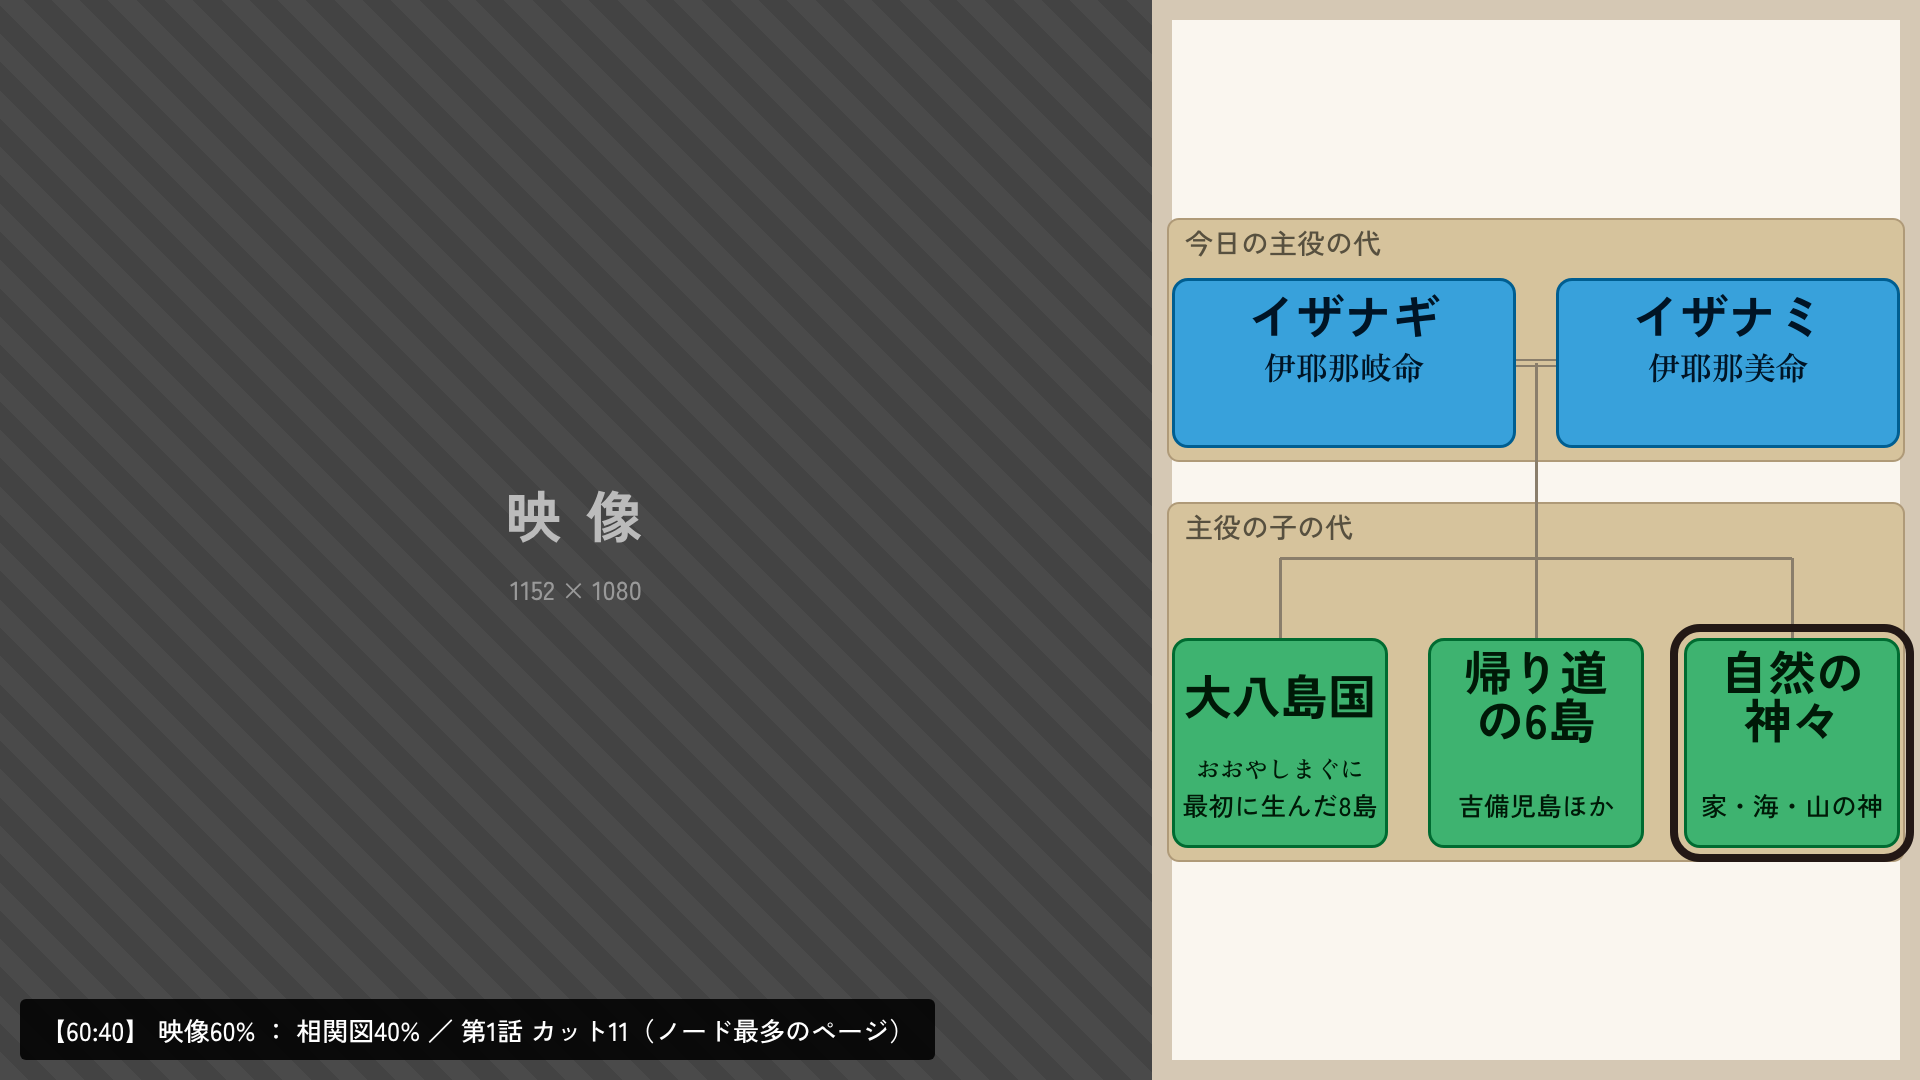 映像
1152 × 1080
【60:40】 映像60% : 相関図40% ／ 第1話 カット11（ノード最多のページ）
今日の主役の代
イザナギ
伊耶那岐命
イザナミ
伊耶那美命
主役の子の代
大八島国
おおやしまぐに
最初に生んだ8島
帰り道
の6島
吉備児島ほか
自然の
神々
家・海・山の神